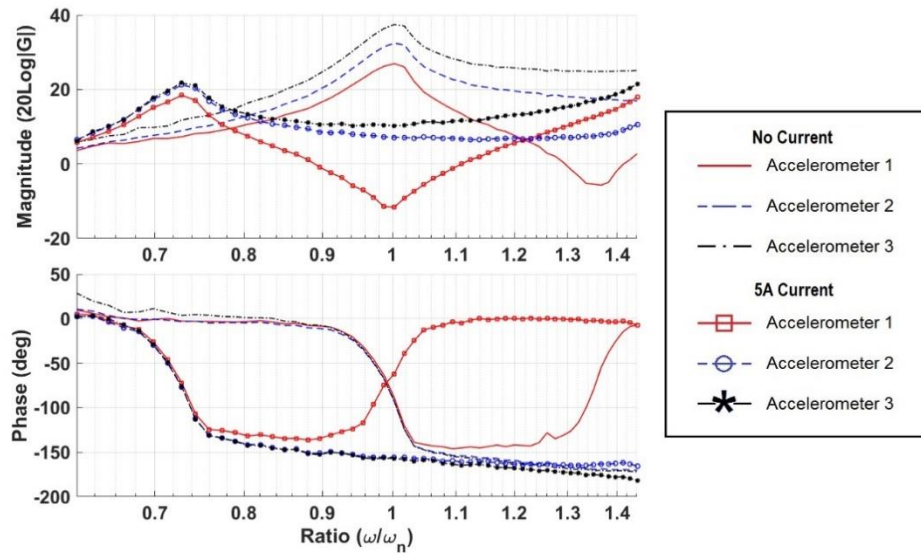 40
20
0
-20
Magnitude (20Log|G|)
0.7 0.8 0.9 1 1.1 1.2 1.3 1.4
50
0
-50
-100
-150
-200
Phase (deg)
0.7 0.8 0.9 1 1.1 1.2 1.3 1.4
Ratio (ω/ωn)
No Current
Accelerometer 1
Accelerometer 2
Accelerometer 3
5A Current
Accelerometer 1
Accelerometer 2
Accelerometer 3